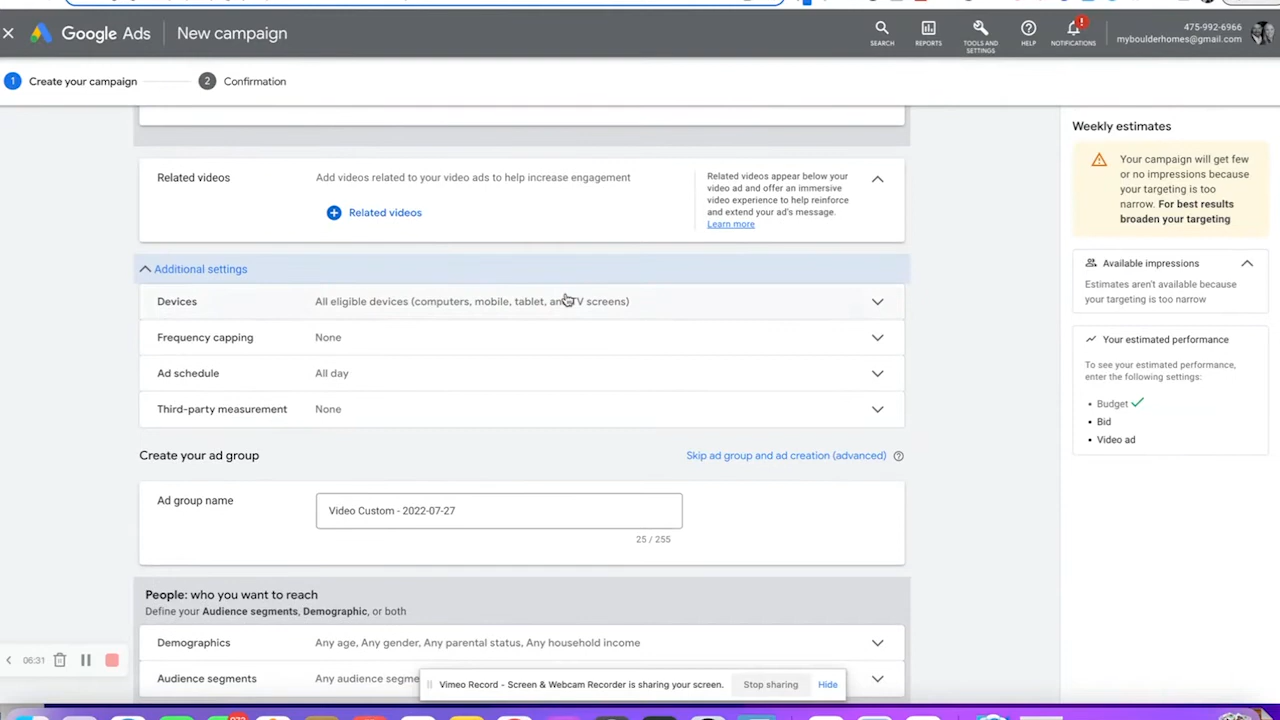 Google Ads
New campaign
SEARCH
REPORTS
TOOLS AND
SETTINGS
HELP
NOTIFICATIONS
475-992-6966
myboulderhomes@gmail.com
1 Create your campaign
2 Confirmation
Related videos
Add videos related to your video ads to help increase engagement
Related videos
Related videos appear below your
video ad and offer an immersive
video experience to help reinforce
and extend your ad's message.
Learn more
Additional settings
Devices
All eligible devices (computers, mobile, tablet, and TV screens)
Frequency capping
None
Ad schedule
All day
Third-party measurement
None
Create your ad group
Skip ad group and ad creation (advanced)
Ad group name
Video Custom - 2022-07-27
25 / 255
People: who you want to reach
Define your Audience segments, Demographic, or both
Demographics
Any age, Any gender, Any parental status, Any household income
Audience segments
Any audience segme
Weekly estimates
Your campaign will get few
or no impressions because
your targeting is too
narrow. For best results
broaden your targeting
Available impressions
Estimates aren't available because
your targeting is too narrow
Your estimated performance
To see your estimated performance,
enter the following settings:
• Budget
• Bid
• Video ad
06:31
Vimeo Record - Screen & Webcam Recorder is sharing your screen.
Stop sharing
Hide